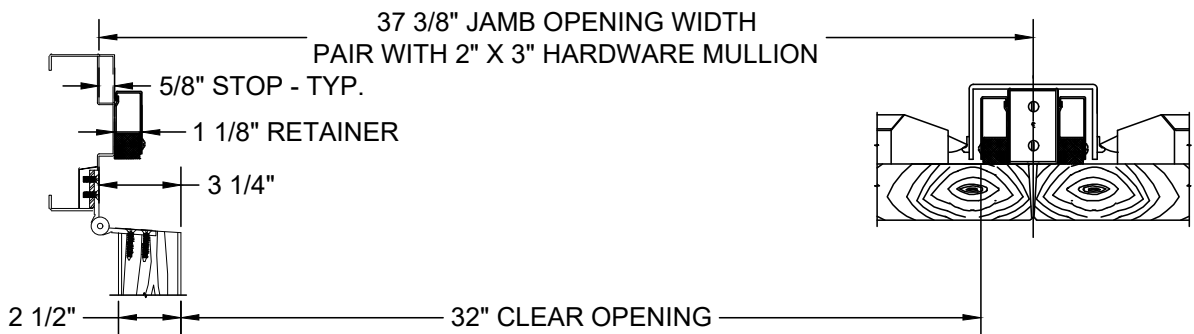 37 3/8" JAMB OPENING WIDTH
PAIR WITH 2" X 3" HARDWARE MULLION
5/8" STOP - TYP.
1 1/8" RETAINER
3 1/4"
2 1/2"
32" CLEAR OPENING